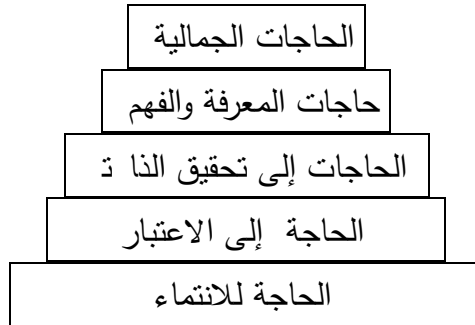 الحاجات الجمالية
حاجات المعرفة والفهم
الحاجات إلى تحقيق الذا ت
الحاجة إلى الاعتبار
الحاجة للانتماء